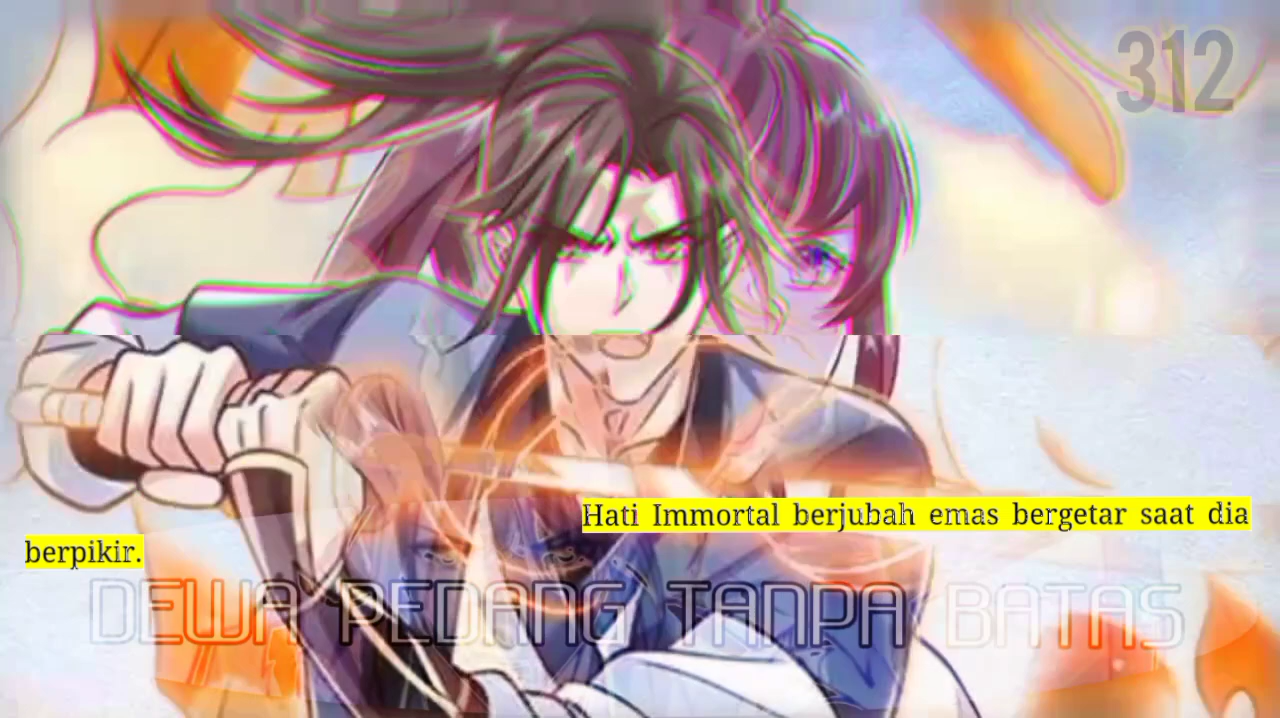 312
Hati Immortal berjubah emas bergetar saat dia
berpikir.
DEWA PEDANG TANPA BATAS